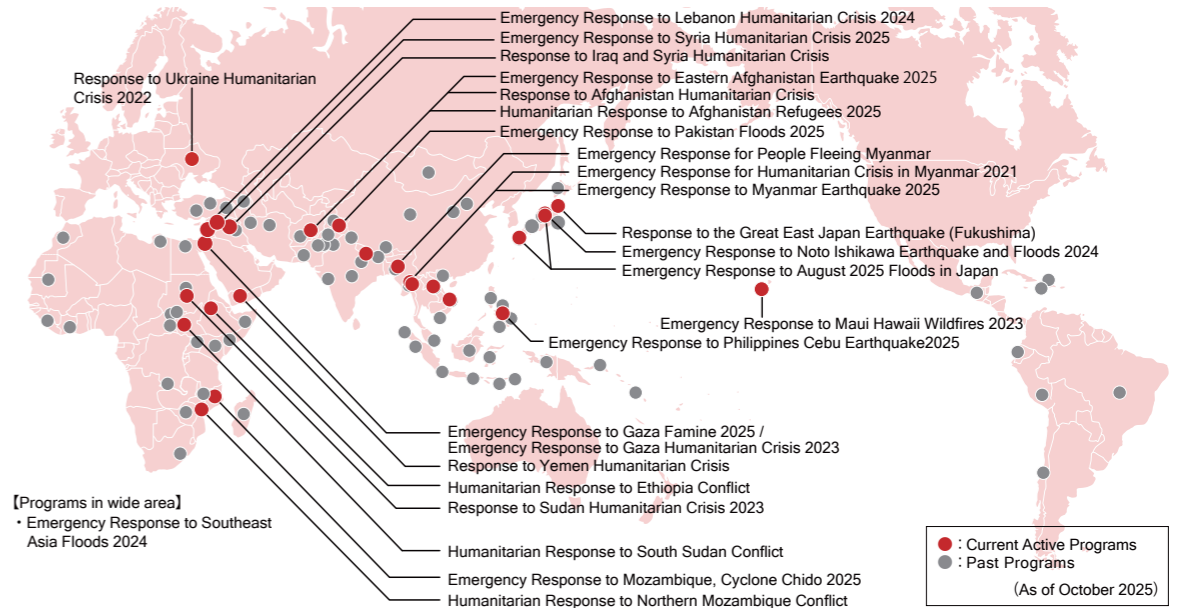 Emergency Response to Lebanon Humanitarian Crisis 2024
Emergency Response to Syria Humanitarian Crisis 2025
Response to Iraq and Syria Humanitarian Crisis
Response to Ukraine Humanitarian
Crisis 2022
Emergency Response to Eastern Afghanistan Earthquake 2025
Response to Afghanistan Humanitarian Crisis
Humanitarian Response to Afghanistan Refugees 2025
Emergency Response to Pakistan Floods 2025
Emergency Response for People Fleeing Myanmar
Emergency Response for Humanitarian Crisis in Myanmar 2021
Emergency Response to Myanmar Earthquake 2025
Response to the Great East Japan Earthquake (Fukushima)
Emergency Response to Noto Ishikawa Earthquake and Floods 2024
Emergency Response to August 2025 Floods in Japan
Emergency Response to Maui Hawaii Wildfires 2023
Emergency Response to Philippines Cebu Earthquake2025
Emergency Response to Gaza Famine 2025 /
Emergency Response to Gaza Humanitarian Crisis 2023
Response to Yemen Humanitarian Crisis
Humanitarian Response to Ethiopia Conflict
Response to Sudan Humanitarian Crisis 2023
Humanitarian Response to South Sudan Conflict
Emergency Response to Mozambique, Cyclone Chido 2025
Humanitarian Response to Northern Mozambique Conflict
【Programs in wide area】
・Emergency Response to Southeast
Asia Floods 2024
: Current Active Programs
: Past Programs
(As of October 2025)